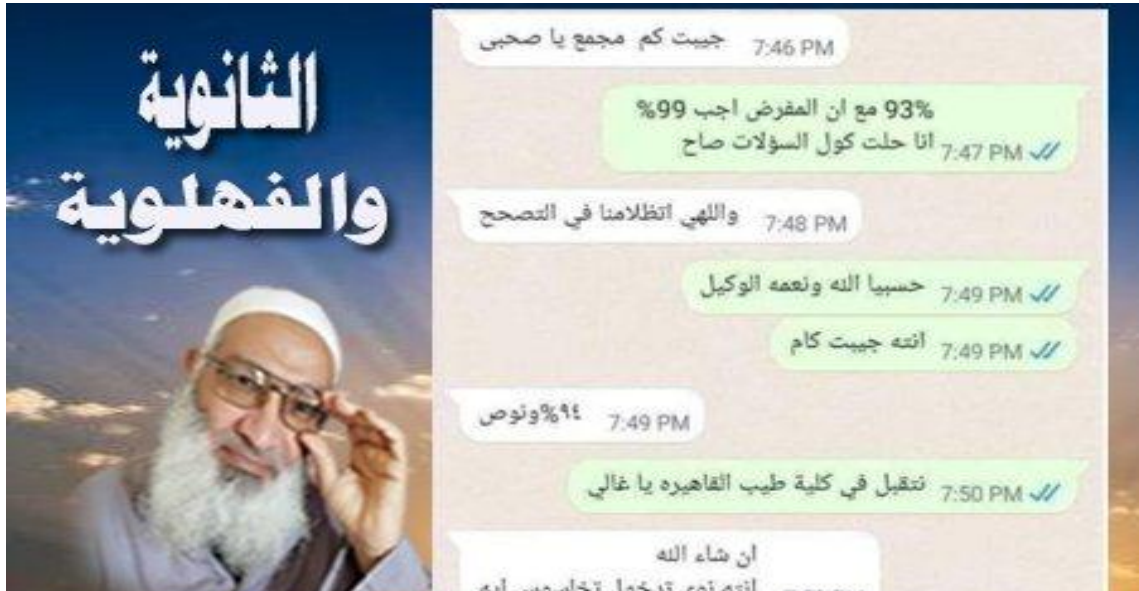 الثانوية
والفهلوية
جيبت كم مجمع يا صحبى
7:46 PM
93% مع ان المفرض اجب 99%
انا حلت كول السؤلات صاح
7:47 PM
واللهي اتظلامنا في التصحح
7:48 PM
حسبيا الله ونعمه الوكيل
7:49 PM
انته جيبت كام
7:49 PM
٩٤%ونوص
7:49 PM
نتقبل في كلية طيب القاهيره يا غالي
7:50 PM
ان شاء الله